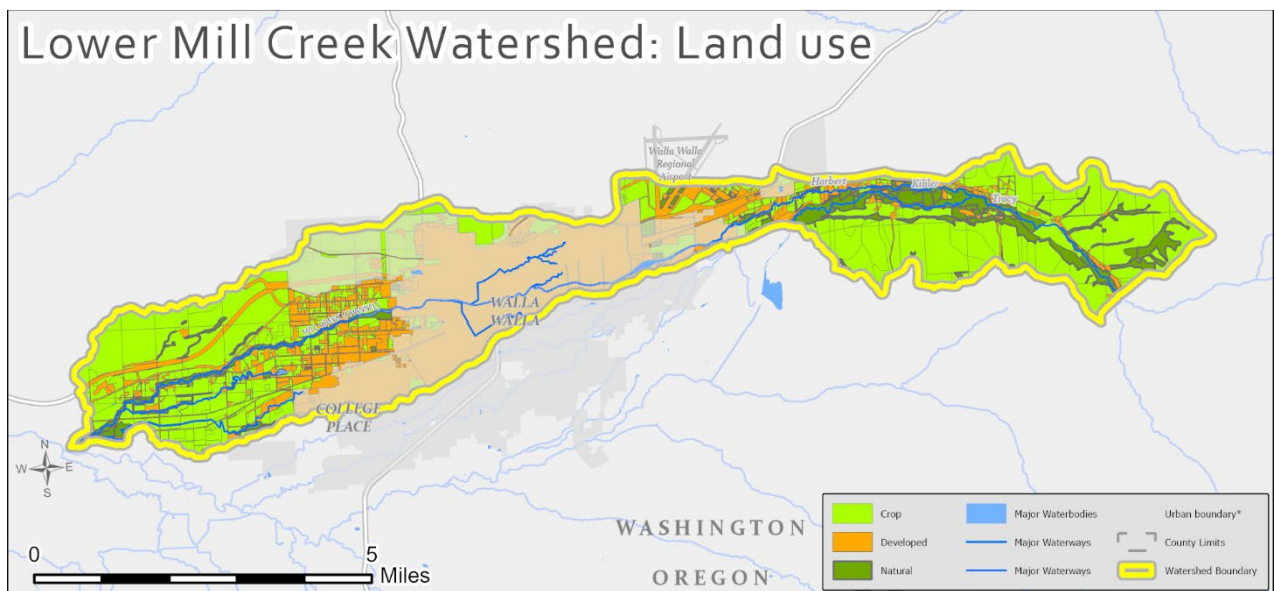 Lower Mill Creek Watershed: Land use
Walla Walla
Regional
Airport
Harbert
Kibler
Tracy
WALLA
WALLA
COLLEGE
PLACE
N
W E
S
WASHINGTON
OREGON
0 5
Miles
Crop
Developed
Natural
Major Waterbodies
Major Waterways
Major Waterways
Urban boundary*
County Limits
Watershed Boundary